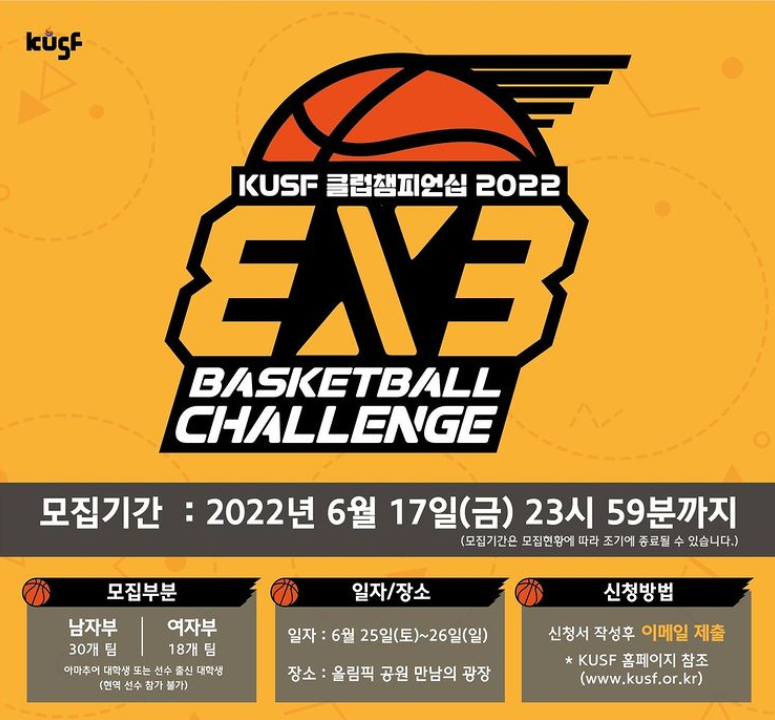 kusf
KUSF 클럽챔피언십 2022
3X3
BASKETBALL
CHALLENGE
모집기간 : 2022년 6월 17일(금) 23시 59분까지
(모집기간은 모집현황에 따라 조기에 종료될 수 있습니다.)
모집부분
남자부 여자부
30개 팀 18개 팀
아마추어 대학생 또는 선수 출신 대학생
(현역 선수 참가 불가)
일자/장소
일자 : 6월 25일(토)~26일(일)
장소 : 올림픽 공원 만남의 광장
신청방법
신청서 작성후 이메일 제출
* KUSF 홈페이지 참조
(www.kusf.or.kr)